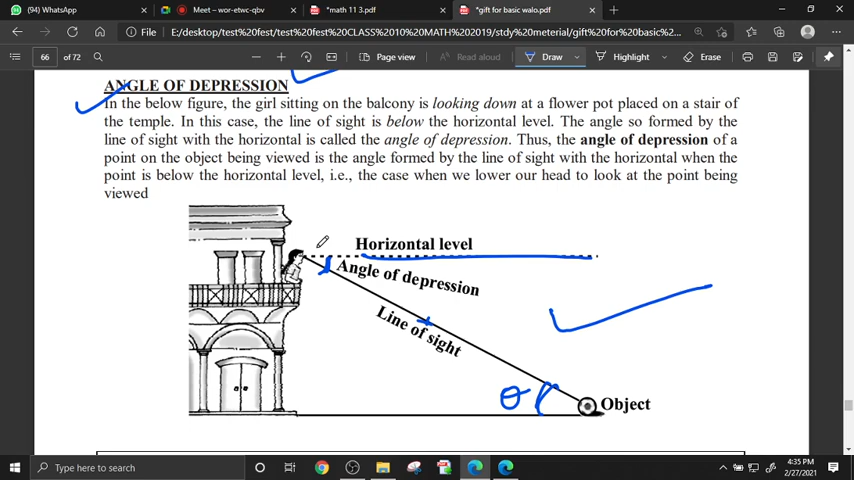 (94) WhatsApp
Meet – wor-etwc-qbv
*math 11 3.pdf
*gift for basic walo.pdf
File
E:/desktop/test%20fest/test%20fest/CLASS%2010%20MATH%202019/stdy%20meterial/gift%20for%20basic%...
66
of 72
Page view
Read aloud
Draw
Highlight
Erase
ANGLE OF DEPRESSION
In the below figure, the girl sitting on the balcony is looking down at a flower pot placed on a stair of
the temple. In this case, the line of sight is below the horizontal level. The angle so formed by the
line of sight with the horizontal is called the angle of depression. Thus, the angle of depression of a
point on the object being viewed is the angle formed by the line of sight with the horizontal when the
point is below the horizontal level, i.e., the case when we lower our head to look at the point being
viewed
Horizontal level
Angle of depression
Line of sight
θ
Object
Type here to search
4:35 PM
2/27/2021